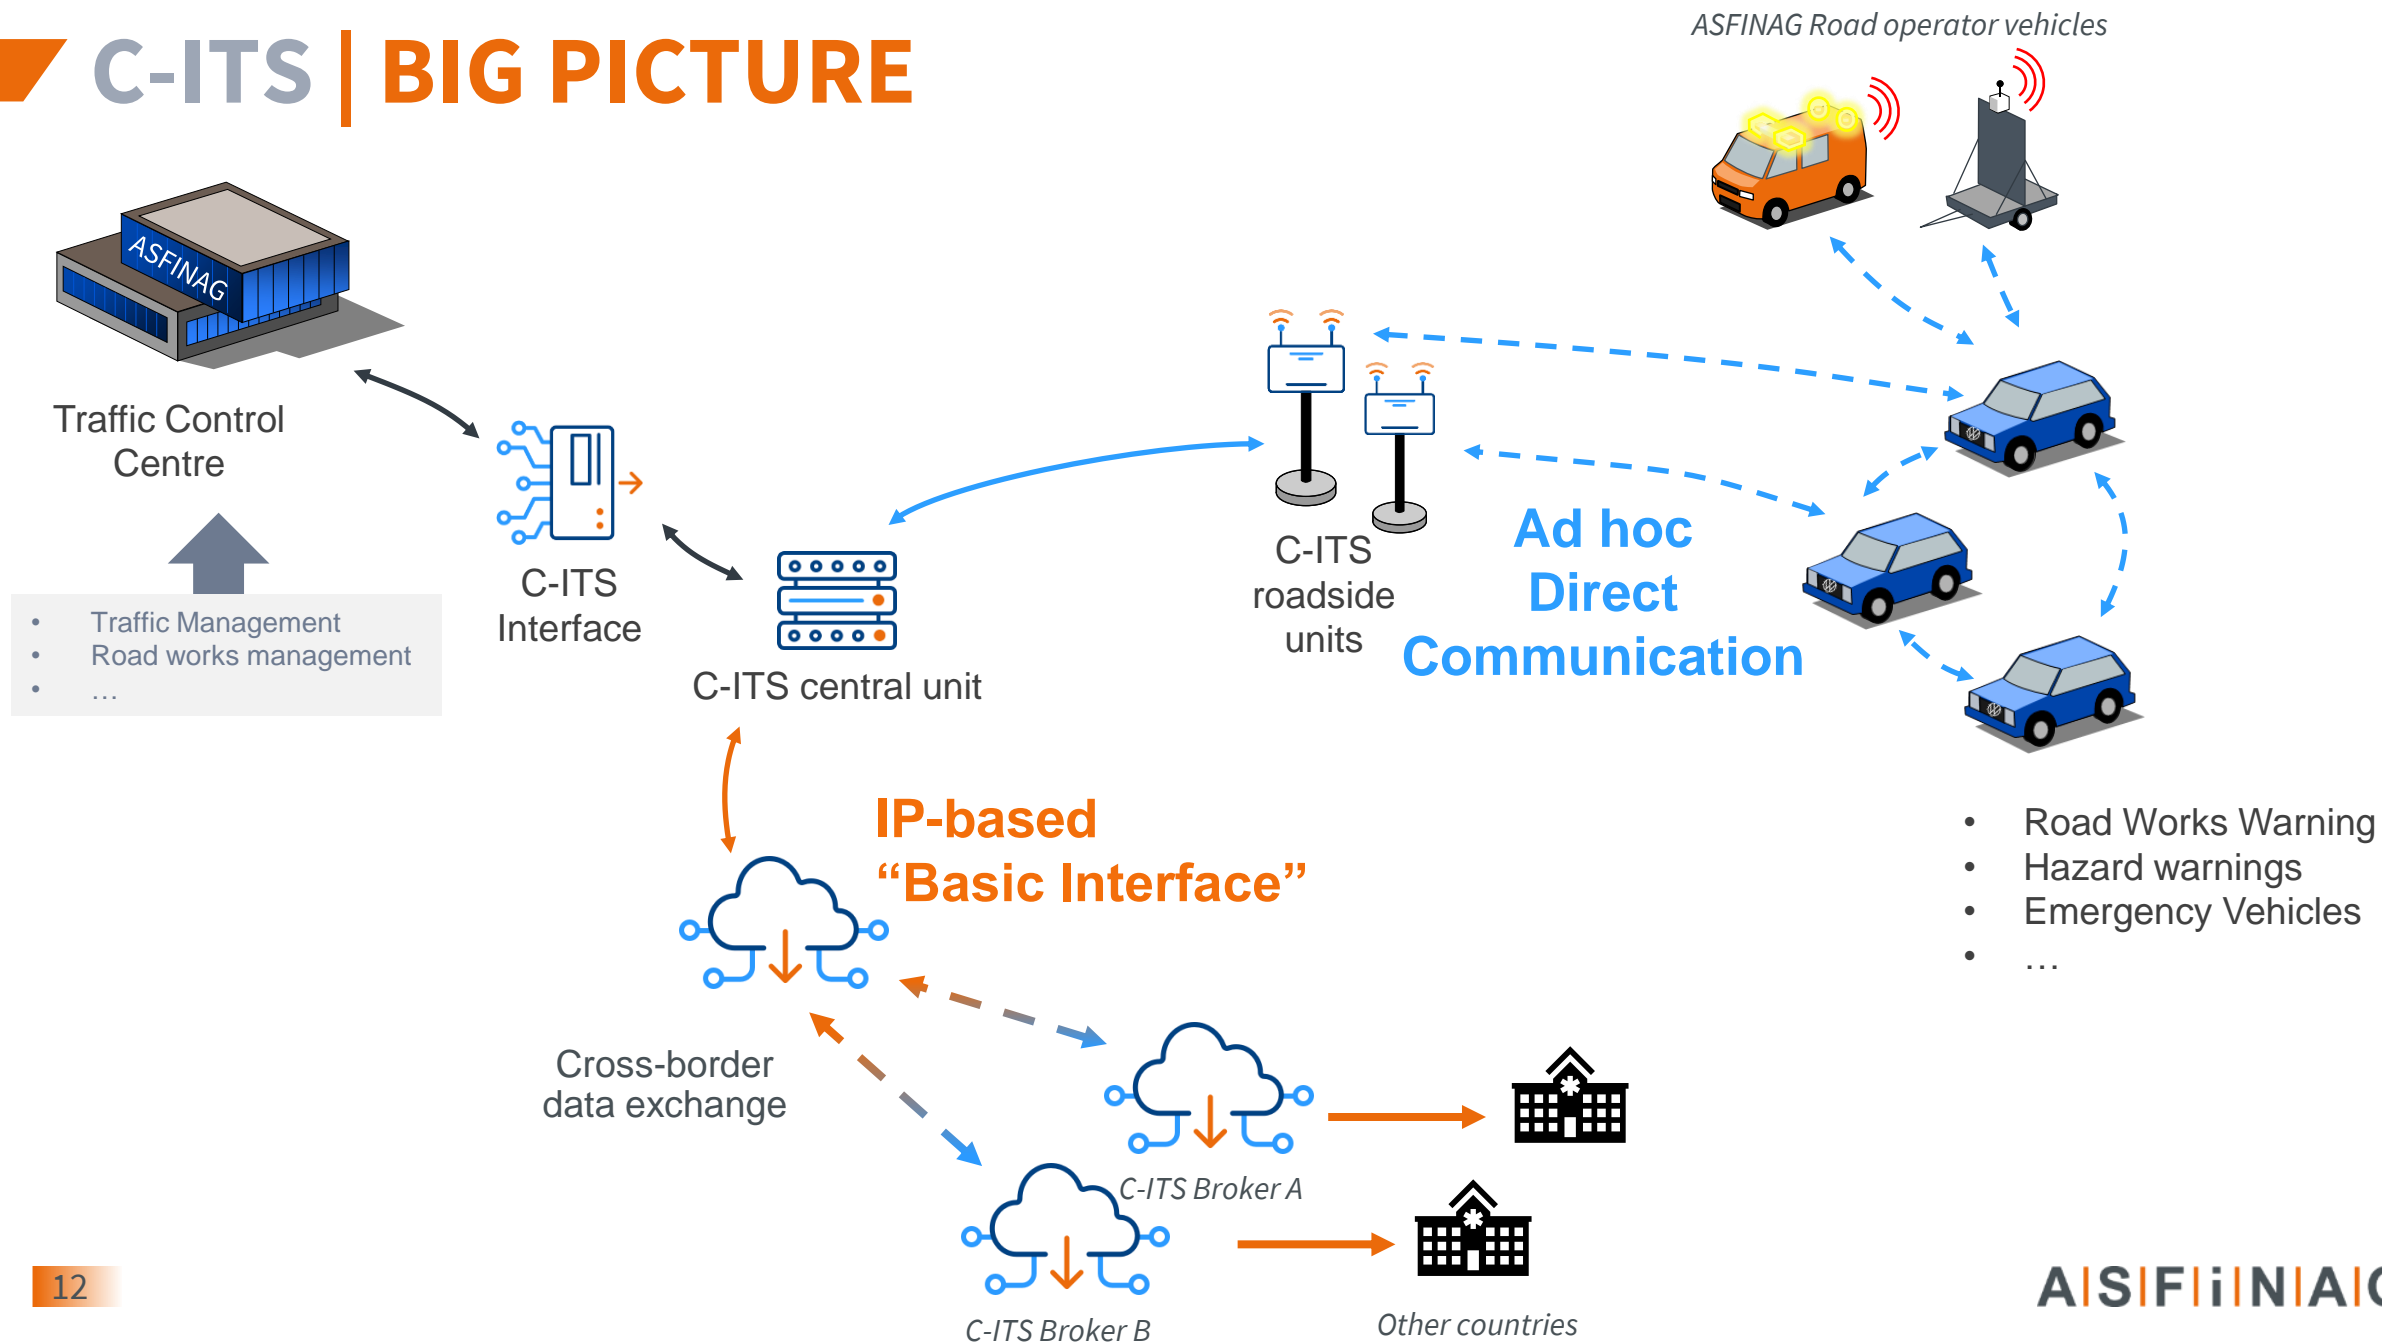 C-ITS | BIG PICTURE
ASFINAG Road operator vehicles
ASFINAG
Traffic Control
Centre
• Traffic Management
• Road works management
• …
C-ITS
Interface
C-ITS central unit
C-ITS
roadside
units
Ad hoc
Direct
Communication
• Road Works Warning
• Hazard warnings
• Emergency Vehicles
• …
IP-based
“Basic Interface”
Cross-border
data exchange
C-ITS Broker A
C-ITS Broker B
Other countries
12
A|S|F|i|N|A|G